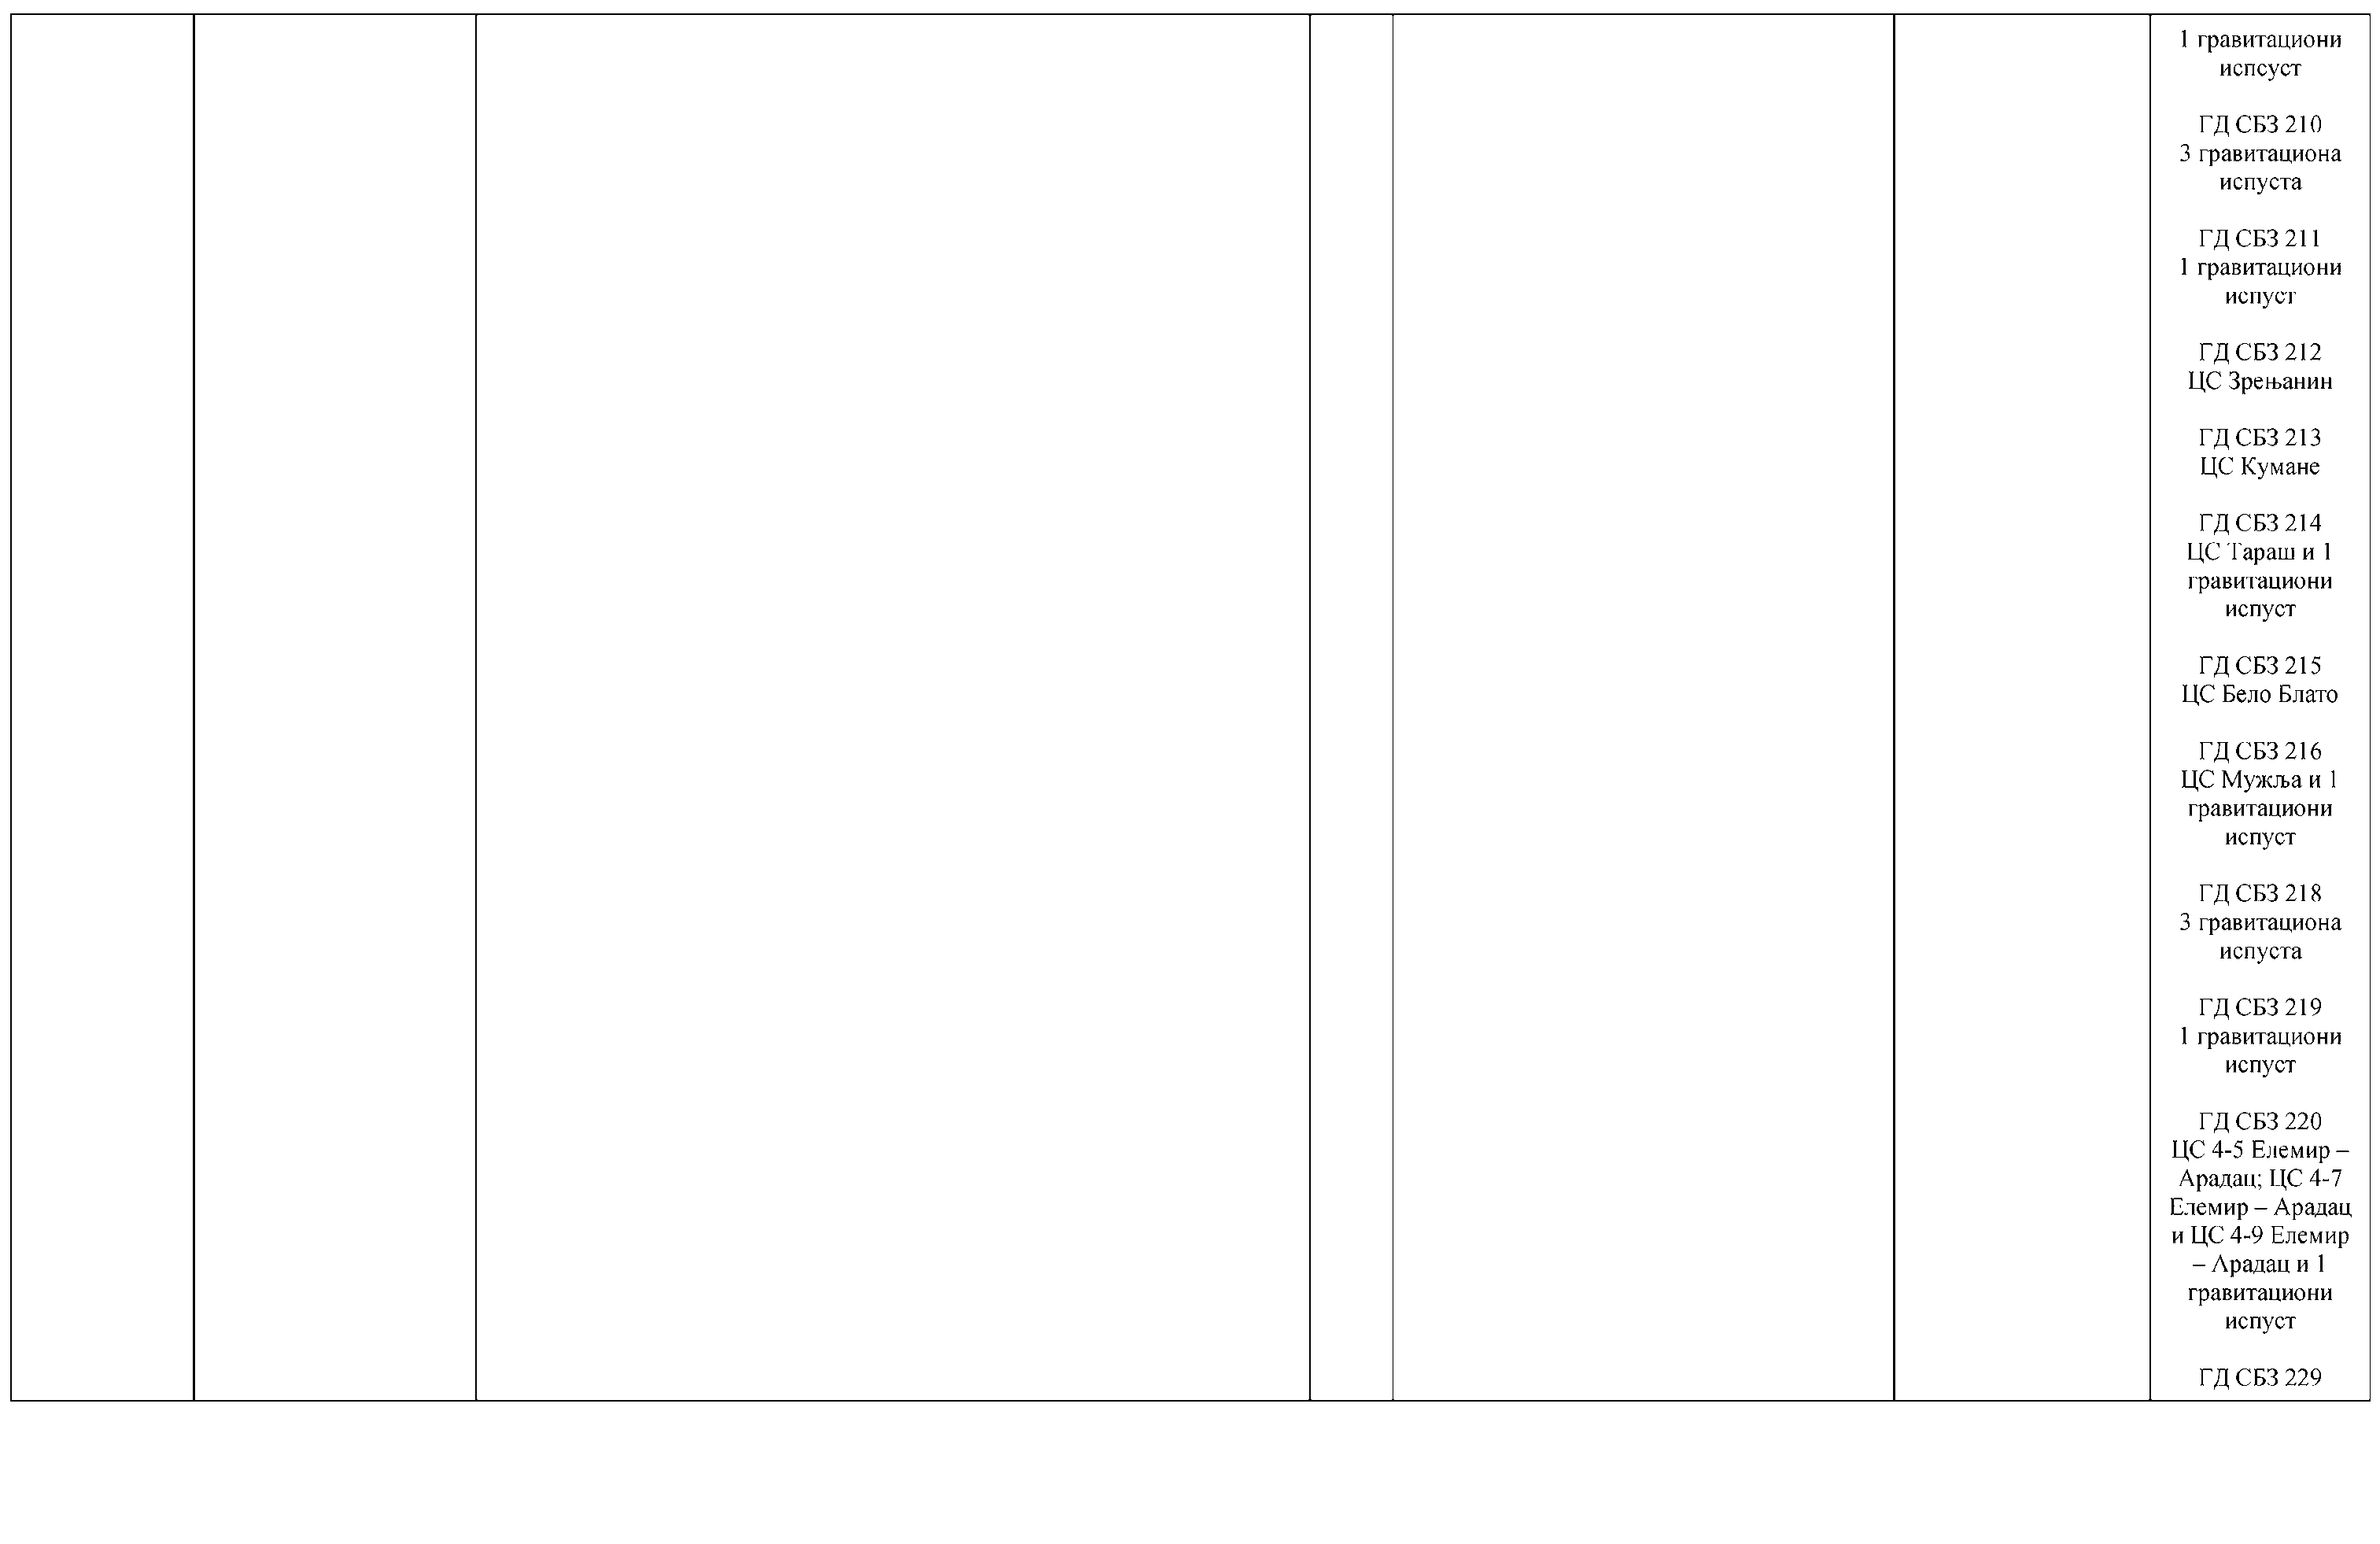 1 гравитациони
испсуст
ГД СБЗ 210
3 гравитациона
испуста
ГД СБЗ 211
1 гравитациони
испуст
ГД СБЗ 212
ЦС Зрењанин
ГД СБЗ 213
ЦС Кумане
ГД СБЗ 214
ЦС Тараш и 1
гравитациони
испуст
ГД СБЗ 215
ЦС Бело Блато
ГД СБЗ 216
ЦС Мужља и 1
гравитациони
испуст
ГД СБЗ 218
3 гравитациона
испуста
ГД СБЗ 219
1 гравитациони
испуст
ГД СБЗ 220
ЦС 4-5 Елемир –
Арадац; ЦС 4-7
Елемир – Арадац
и ЦС 4-9 Елемир
– Арадац и 1
гравитациони
испуст
ГД СБЗ 229